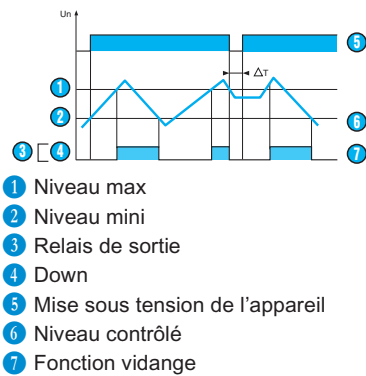 Un
5
ΔT
1
2
6
3 4 7
1 Niveau max
2 Niveau mini
3 Relais de sortie
4 Down
5 Mise sous tension de l'appareil
6 Niveau contrôlé
7 Fonction vidange